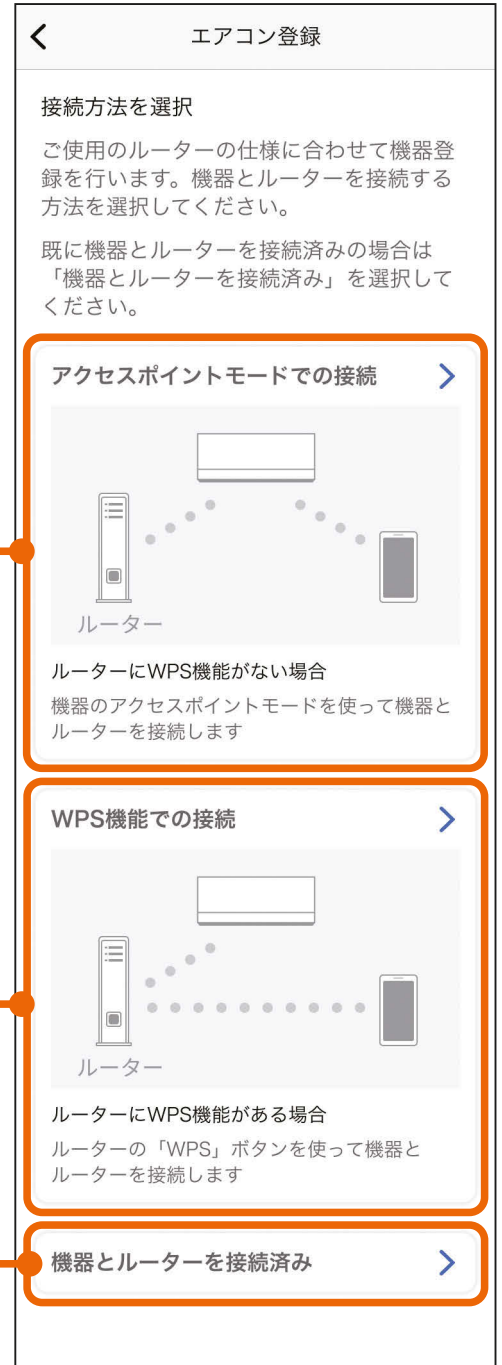 エアコン登録
接続方法を選択
ご使用のルーターの仕様に合わせて機器登
録を行います。機器とルーターを接続する
方法を選択してください。
既に機器とルーターを接続済みの場合は
「機器とルーターを接続済み」を選択して
ください。
アクセスポイントモードでの接続
ルーター
ルーターにWPS機能がない場合
機器のアクセスポイントモードを使って機器と
ルーターを接続します
WPS機能での接続
ルーター
ルーターにWPS機能がある場合
ルーターの「WPS」ボタンを使って機器と
ルーターを接続します
機器とルーターを接続済み